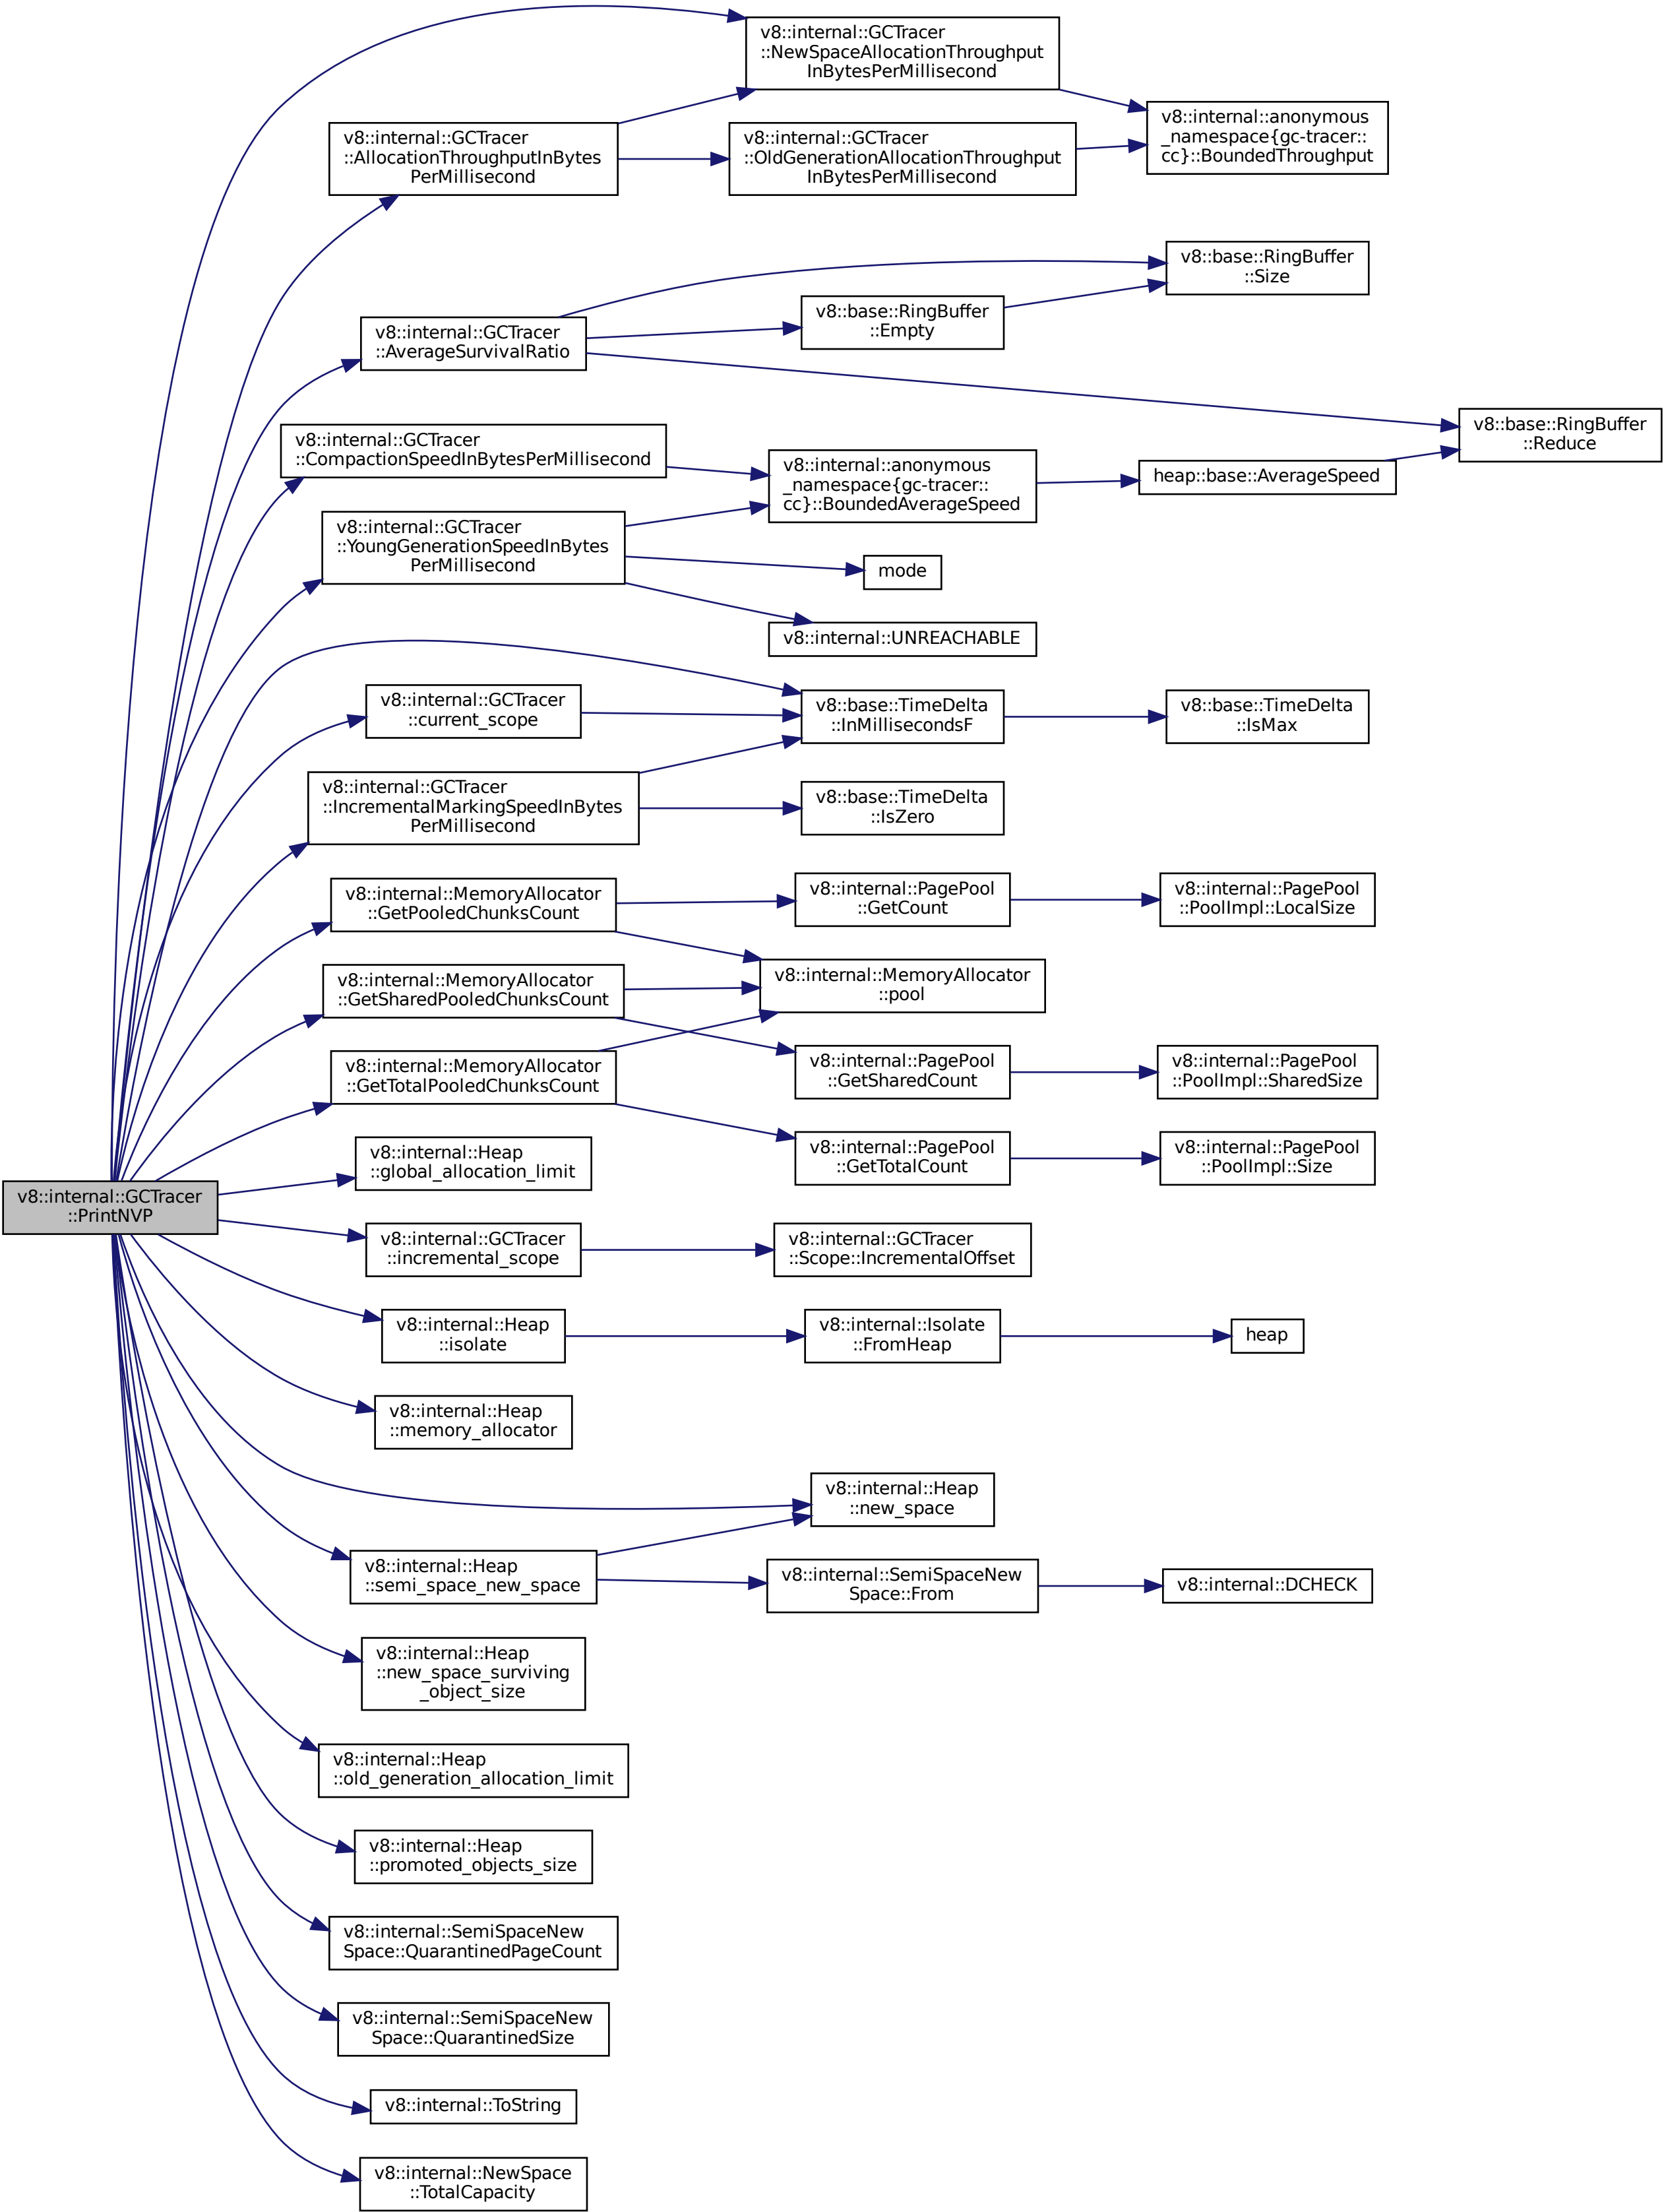 v8::internal::GCTracer
::NewSpaceAllocationThroughput
InBytesPerMillisecond
v8::internal::anonymous
_namespace{gc-tracer::
cc}::BoundedThroughput
v8::internal::GCTracer
::AllocationThroughputInBytes
PerMillisecond
v8::internal::GCTracer
::OldGenerationAllocationThroughput
InBytesPerMillisecond
v8::base::RingBuffer
::Size
v8::base::RingBuffer
::Empty
v8::internal::GCTracer
::AverageSurvivalRatio
v8::base::RingBuffer
::Reduce
v8::internal::GCTracer
::CompactionSpeedInBytesPerMillisecond
v8::internal::anonymous
_namespace{gc-tracer::
cc}::BoundedAverageSpeed
heap::base::AverageSpeed
v8::internal::GCTracer
::YoungGenerationSpeedInBytes
PerMillisecond
mode
v8::internal::UNREACHABLE
v8::internal::GCTracer
::current_scope
v8::base::TimeDelta
::InMillisecondsF
v8::base::TimeDelta
::IsMax
v8::internal::GCTracer
::IncrementalMarkingSpeedInBytes
PerMillisecond
v8::base::TimeDelta
::IsZero
v8::internal::MemoryAllocator
::GetPooledChunksCount
v8::internal::PagePool
::GetCount
v8::internal::PagePool
::PoolImpl::LocalSize
v8::internal::MemoryAllocator
::GetSharedPooledChunksCount
v8::internal::MemoryAllocator
::pool
v8::internal::MemoryAllocator
::GetTotalPooledChunksCount
v8::internal::PagePool
::GetSharedCount
v8::internal::PagePool
::PoolImpl::SharedSize
v8::internal::PagePool
::GetTotalCount
v8::internal::PagePool
::PoolImpl::Size
v8::internal::Heap
::global_allocation_limit
v8::internal::GCTracer
::PrintNVP
v8::internal::GCTracer
::incremental_scope
v8::internal::GCTracer
::Scope::IncrementalOffset
v8::internal::Heap
::isolate
v8::internal::Isolate
::FromHeap
heap
v8::internal::Heap
::memory_allocator
v8::internal::Heap
::new_space
v8::internal::Heap
::semi_space_new_space
v8::internal::SemiSpaceNew
Space::From
v8::internal::DCHECK
v8::internal::Heap
::new_space_surviving
_object_size
v8::internal::Heap
::old_generation_allocation_limit
v8::internal::Heap
::promoted_objects_size
v8::internal::SemiSpaceNew
Space::QuarantinedPageCount
v8::internal::SemiSpaceNew
Space::QuarantinedSize
v8::internal::ToString
v8::internal::NewSpace
::TotalCapacity